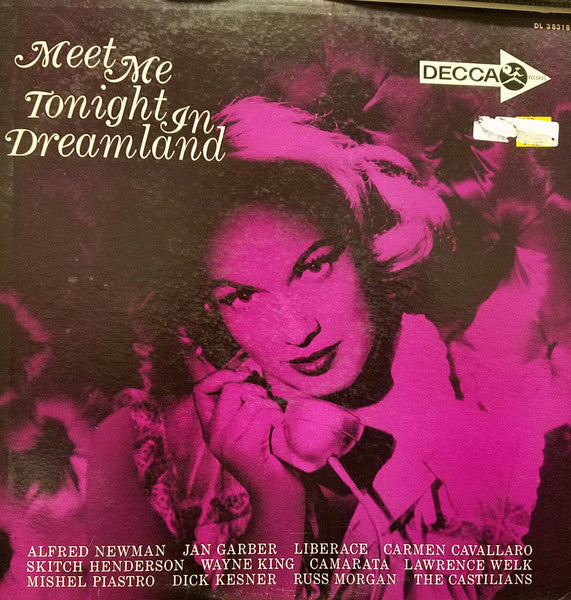 DL 38318
Meet Me
Tonight In
Dreamland
DECCA RECORDS
ALFRED NEWMAN JAN GARBER LIBERACE CARMEN CAVALLARO
SKITCH HENDERSON WAYNE KING CAMARATA LAWRENCE WELK
MISHEL PIASTRO DICK KESNER RUSS MORGAN THE CASTILIANS